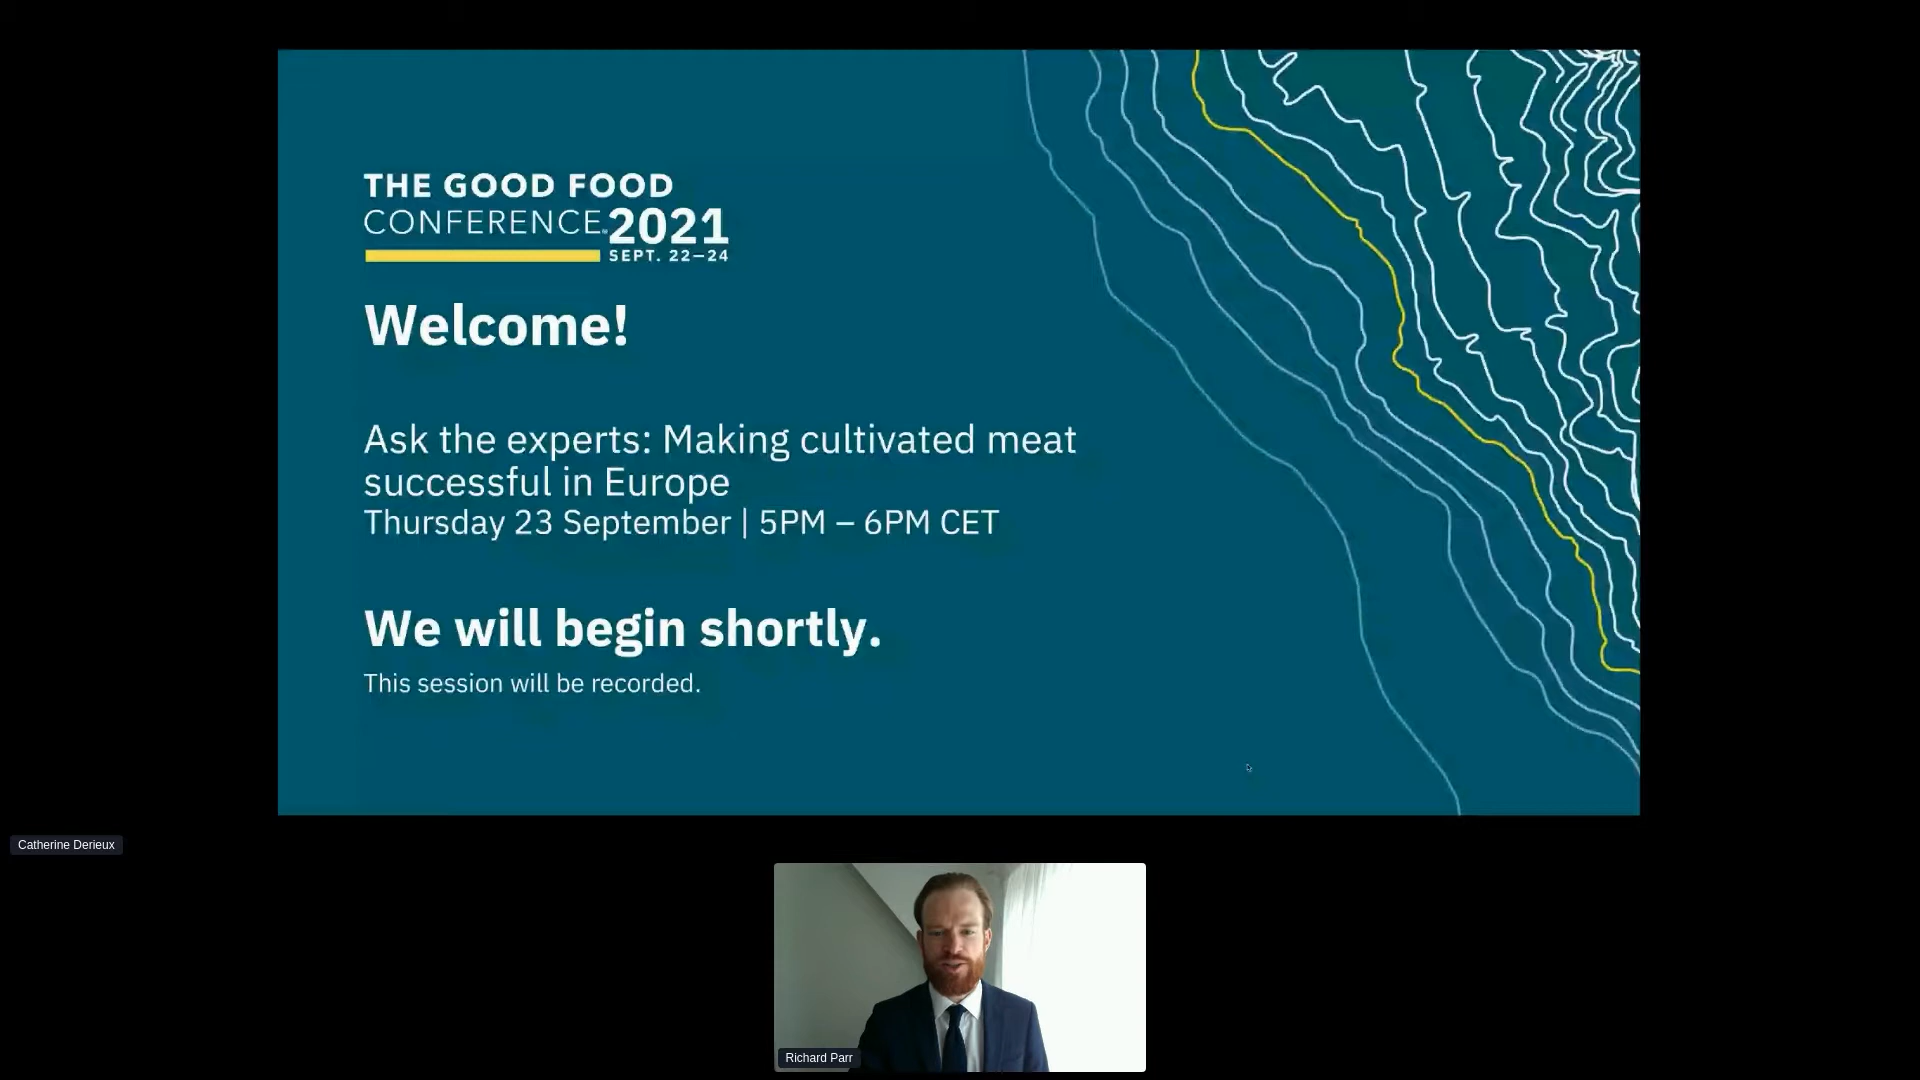 THE GOOD FOOD
CONFERENCE 2021
SEPT. 22–24
Welcome!
Ask the experts: Making cultivated meat
successful in Europe
Thursday 23 September | 5PM – 6PM CET
We will begin shortly.
This session will be recorded.
Catherine Derieux
Richard Parr